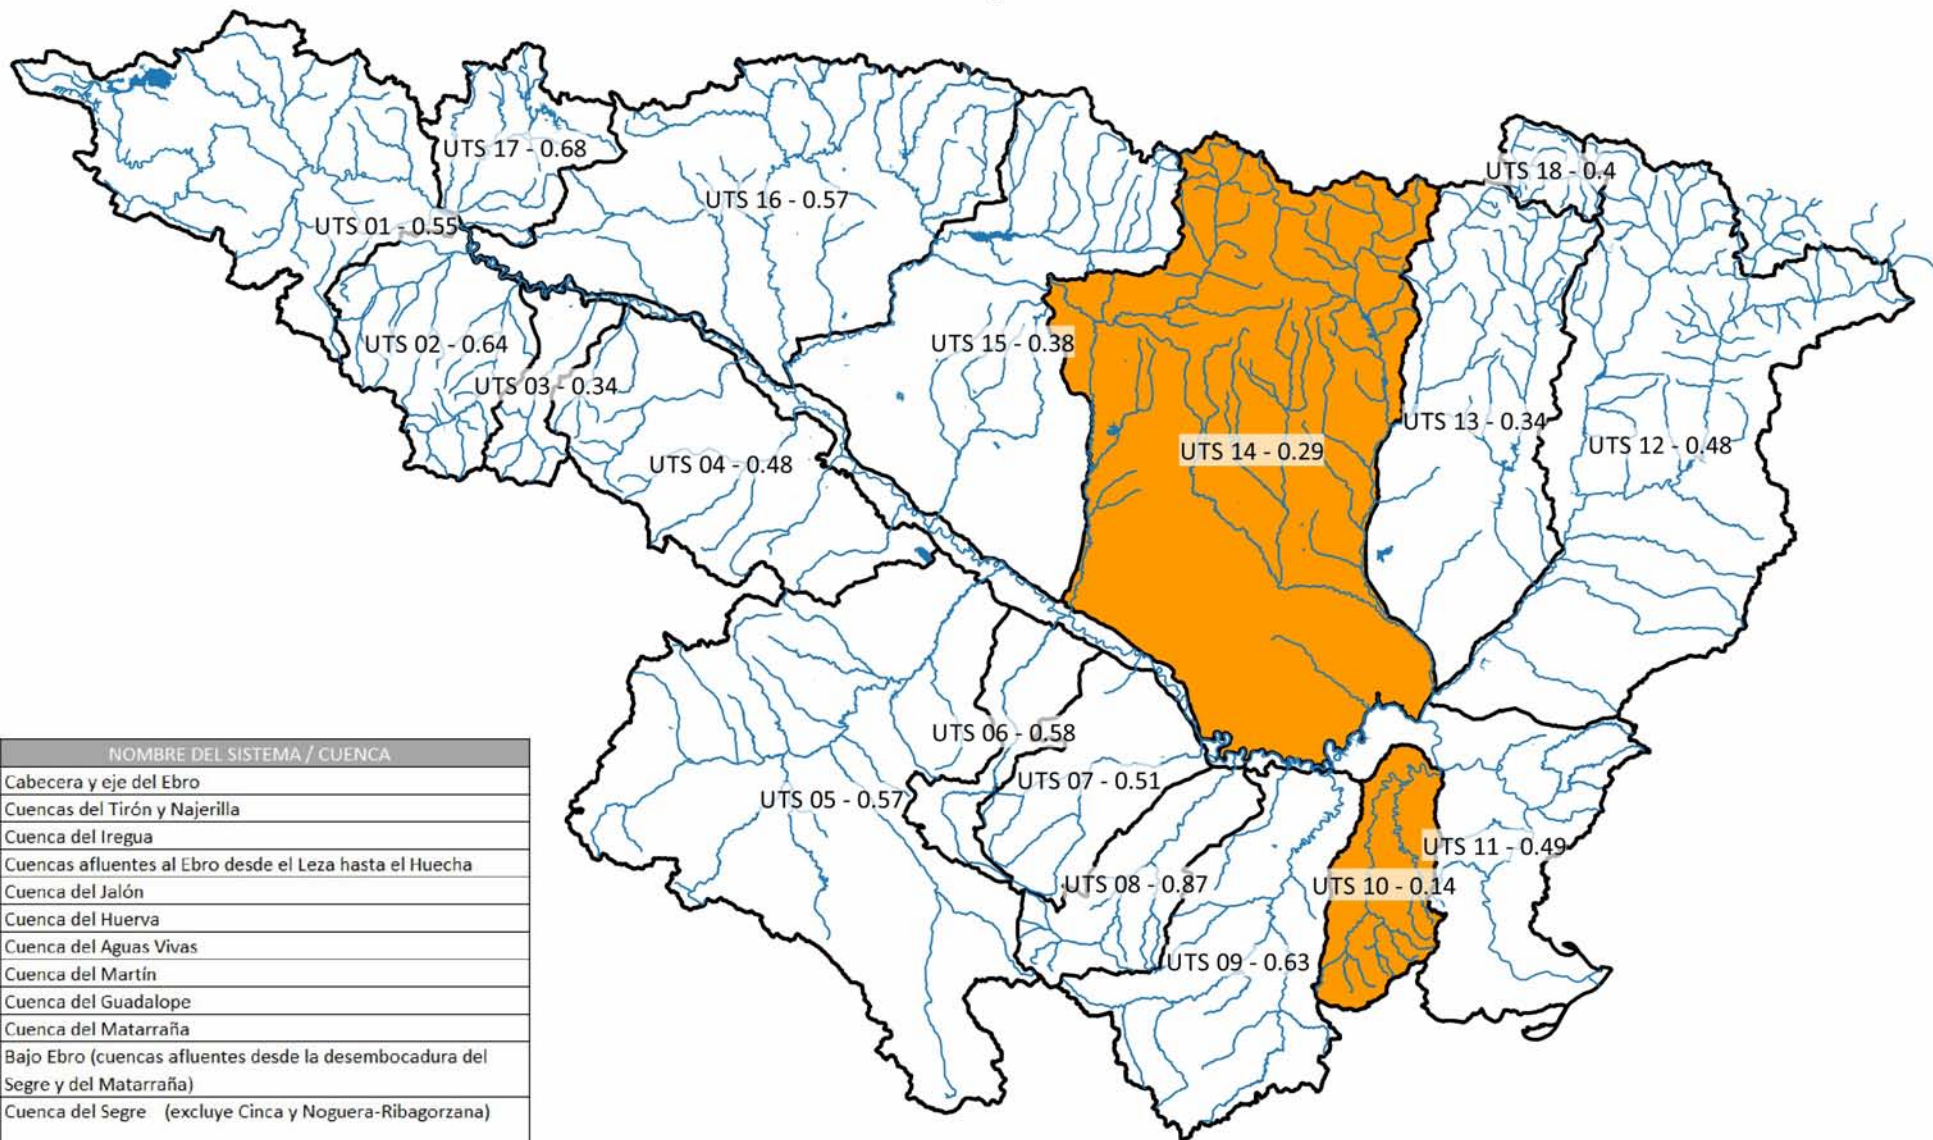 UTS 17 - 0.68
UTS 18 - 0.4
UTS 16 - 0.57
UTS 01 - 0.55
UTS 02 - 0.64
UTS 15 - 0.38
UTS 03 - 0.34
UTS 13 - 0.34
UTS 12 - 0.48
UTS 14 - 0.29
UTS 04 - 0.48
UTS 06 - 0.58
UTS 07 - 0.51
UTS 05 - 0.57
UTS 11 - 0.49
UTS 08 - 0.87
UTS 10 - 0.14
UTS 09 - 0.63
NOMBRE DEL SISTEMA / CUENCA
Cabecera y eje del Ebro
Cuencas del Tirón y Najerilla
Cuenca del Iregua
Cuencas afluentes al Ebro desde el Leza hasta el Huecha
Cuenca del Jalón
Cuenca del Huerva
Cuenca del Aguas Vivas
Cuenca del Martín
Cuenca del Guadalope
Cuenca del Matarraña
Bajo Ebro (cuencas afluentes desde la desembocadura del
Segre y del Matarraña)
Cuenca del Segre (excluye Cinca y Noguera-Ribagorzana)